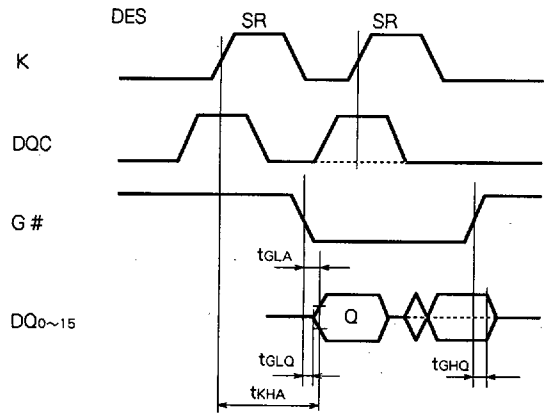 DES
SR
SR
K
DQC
G #
tGLA
DQ0~15
Q
tGLQ
tGHQ
tKHA